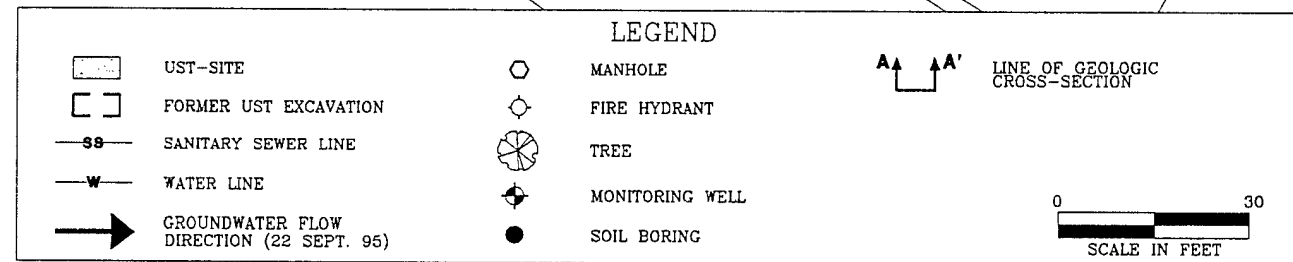 LEGEND
UST-SITE
FORMER UST EXCAVATION
SS
SANITARY SEWER LINE
W
WATER LINE
GROUNDWATER FLOW
DIRECTION (22 SEPT. 95)
MANHOLE
FIRE HYDRANT
TREE
MONITORING WELL
SOIL BORING
A A'
LINE OF GEOLOGIC
CROSS-SECTION
0 30
SCALE IN FEET